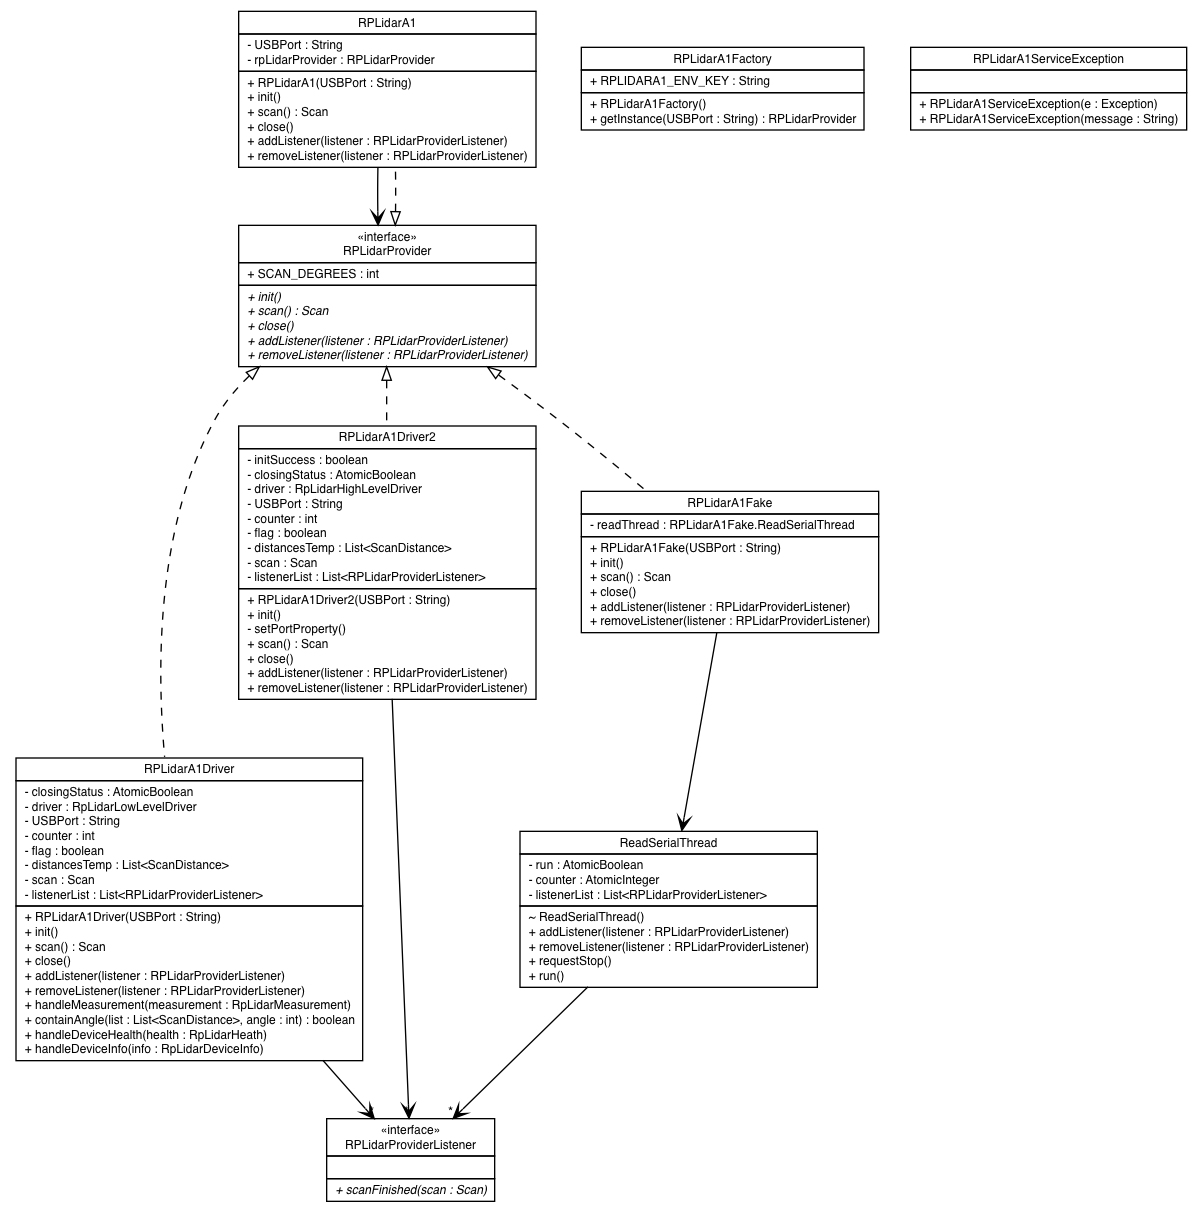 RPLidarA1
- USBPort : String
- rpLidarProvider : RPLidarProvider
+ RPLidarA1(USBPort : String)
+ init()
+ scan() : Scan
+ close()
+ addListener(listener : RPLidarProviderListener)
+ removeListener(listener : RPLidarProviderListener)
RPLidarA1Factory
+ RPLIDARA1_ENV_KEY : String
+ RPLidarA1Factory()
+ getInstance(USBPort : String) : RPLidarProvider
RPLidarA1ServiceException
+ RPLidarA1ServiceException(e : Exception)
+ RPLidarA1ServiceException(message : String)
«interface»
RPLidarProvider
+ SCAN_DEGREES : int
+ init()
+ scan() : Scan
+ close()
+ addListener(listener : RPLidarProviderListener)
+ removeListener(listener : RPLidarProviderListener)
RPLidarA1Driver2
- initSuccess : boolean
- closingStatus : AtomicBoolean
- driver : RpLidarHighLevelDriver
- USBPort : String
- counter : int
- flag : boolean
- distancesTemp : List<ScanDistance>
- scan : Scan
- listenerList : List<RPLidarProviderListener>
+ RPLidarA1Driver2(USBPort : String)
+ init()
- setPortProperty()
+ scan() : Scan
+ close()
+ addListener(listener : RPLidarProviderListener)
+ removeListener(listener : RPLidarProviderListener)
RPLidarA1Fake
- readThread : RPLidarA1Fake.ReadSerialThread
+ RPLidarA1Fake(USBPort : String)
+ init()
+ scan() : Scan
+ close()
+ addListener(listener : RPLidarProviderListener)
+ removeListener(listener : RPLidarProviderListener)
RPLidarA1Driver
- closingStatus : AtomicBoolean
- driver : RpLidarLowLevelDriver
- USBPort : String
- counter : int
- flag : boolean
- distancesTemp : List<ScanDistance>
- scan : Scan
- listenerList : List<RPLidarProviderListener>
+ RPLidarA1Driver(USBPort : String)
+ init()
+ scan() : Scan
+ close()
+ addListener(listener : RPLidarProviderListener)
+ removeListener(listener : RPLidarProviderListener)
+ handleMeasurement(measurement : RpLidarMeasurement)
+ containAngle(list : List<ScanDistance>, angle : int) : boolean
+ handleDeviceHealth(health : RpLidarHeath)
+ handleDeviceInfo(info : RpLidarDeviceInfo)
ReadSerialThread
- run : AtomicBoolean
- counter : AtomicInteger
- listenerList : List<RPLidarProviderListener>
~ ReadSerialThread()
+ addListener(listener : RPLidarProviderListener)
+ removeListener(listener : RPLidarProviderListener)
+ requestStop()
+ run()
*
«interface»
RPLidarProviderListener
+ scanFinished(scan : Scan)